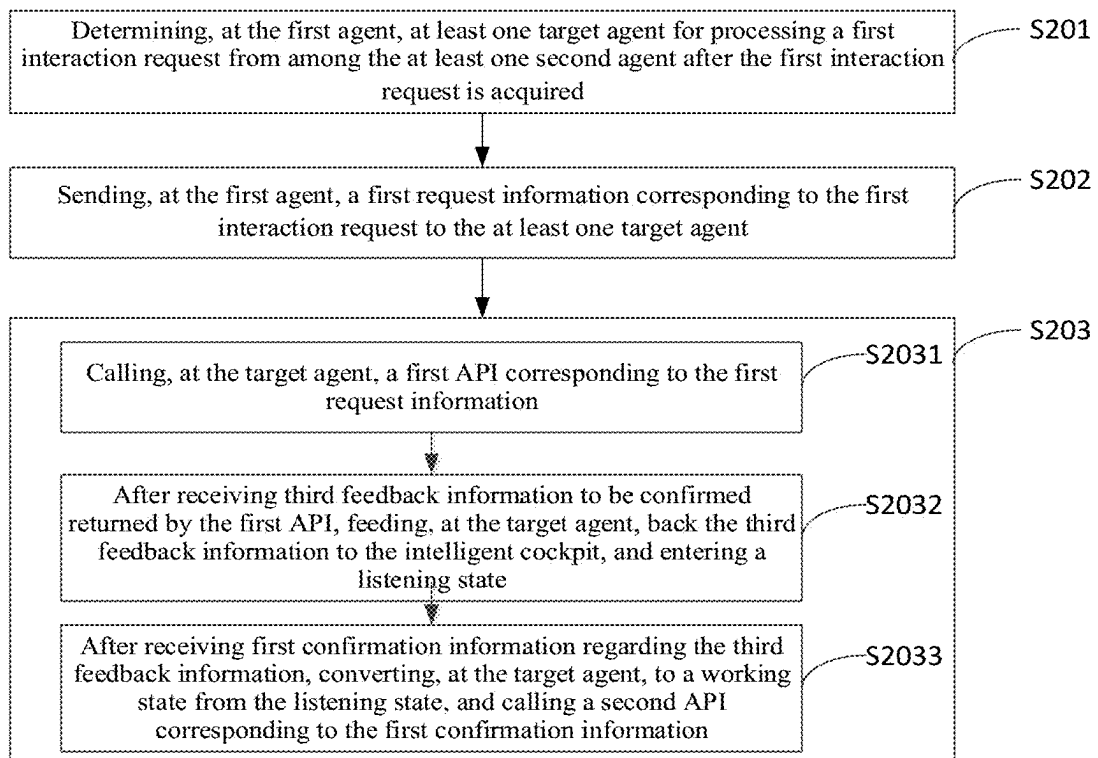 Determining, at the first agent, at least one target agent for processing a first
interaction request from among the at least one second agent after the first interaction
request is acquired
S201
Sending, at the first agent, a first request information corresponding to the first
interaction request to the at least one target agent
S202
S203
Calling, at the target agent, a first API corresponding to the first
request information
S2031
After receiving third feedback information to be confirmed
returned by the first API, feeding, at the target agent, back the third
feedback information to the intelligent cockpit, and entering a
listening state
S2032
After receiving first confirmation information regarding the third
feedback information, converting, at the target agent, to a working
state from the listening state, and calling a second API
corresponding to the first confirmation information
S2033